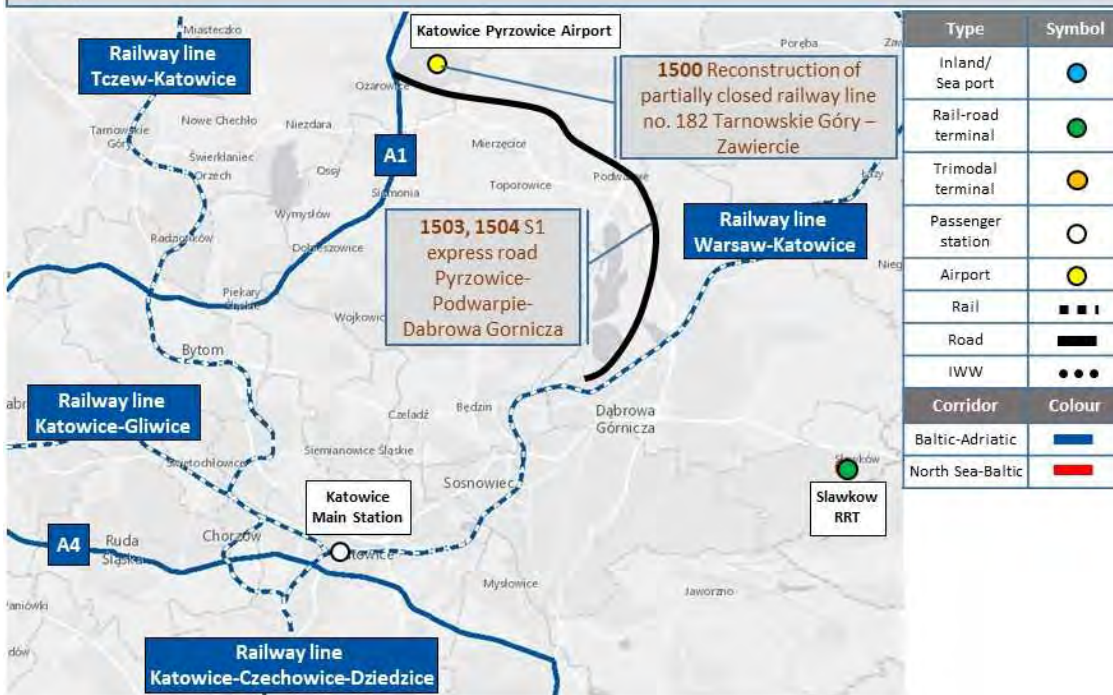 Miasteczko
Railway line
Tczew-Katowice
Katowice Pyrzowice Airport
Poręba
Ożarowice
1500 Reconstruction of
partially closed railway line
no. 182 Tarnowskie Góry –
Zawiercie
Tarnowskie
Nowe Chechło
Niezdara
A1
Mierzęcice
Świerklaniec
Orzech
Ossy
Toporowice
Wymysłów
1503, 1504 S1
express road
Pyrzowice-
Podwarpie-
Dabrowa Gornicza
Railway line
Warsaw-Katowice
Radzionków
Dobieszowice
Piekary
Bytom
Railway line
Katowice-Gliwice
Czeladź
Będzin
Dąbrowa
Górnicza
Siemianowice Śląskie
Świętochłowice
Sosnowiec
Katowice
Main Station
Slawkow
RRT
A4
Ruda
Śląska
Chorzów
Mysłowice
Jaworzno
Railway line
Katowice-Czechowice-Dziedzice
Type Symbol
Inland/
Sea port
Rail-road
terminal
Trimodal
terminal
Passenger
station
Airport
Rail
Road
IWW
Corridor Colour
Baltic-Adriatic
North Sea-Baltic